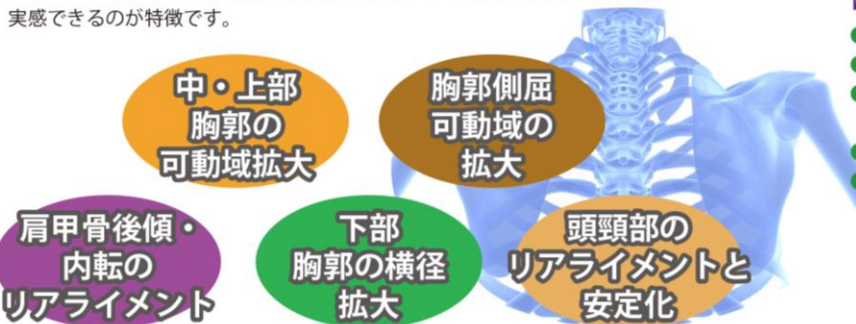 実感できるのが特徴です。
中・上部
胸郭の
可動域拡大
胸郭側屈
可動域の
拡大
肩甲骨後傾・
内転の
リアライメント
下部
胸郭の横径
拡大
頭頸部の
リアライメントと
安定化